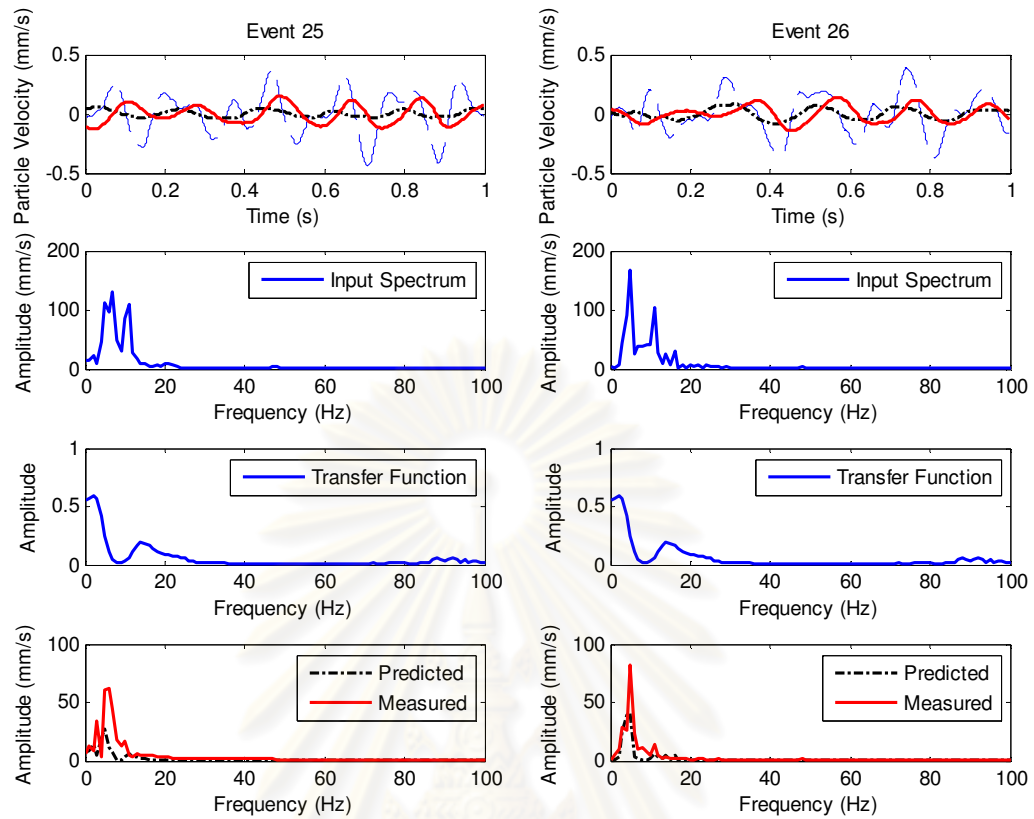 Event 25
Particle Velocity (mm/s)
0.5
0
-0.5
0 0.2 0.4 0.6 0.8 1
Time (s)
Event 26
Particle Velocity (mm/s)
0.5
0
-0.5
0 0.2 0.4 0.6 0.8 1
Time (s)
Amplitude (mm/s)
200
100
0
Input Spectrum
0 20 40 60 80 100
Frequency (Hz)
Amplitude (mm/s)
200
100
0
Input Spectrum
0 20 40 60 80 100
Frequency (Hz)
Amplitude
1
0.5
0
Transfer Function
0 20 40 60 80 100
Frequency (Hz)
Amplitude
1
0.5
0
Transfer Function
0 20 40 60 80 100
Frequency (Hz)
Amplitude (mm/s)
100
50
0
Predicted
Measured
0 20 40 60 80 100
Frequency (Hz)
Amplitude (mm/s)
100
50
0
Predicted
Measured
0 20 40 60 80 100
Frequency (Hz)